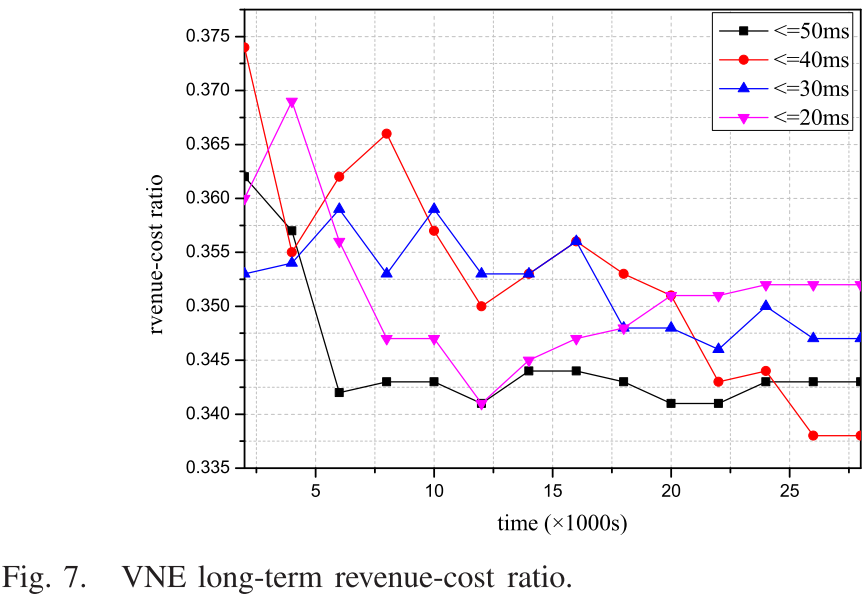 0.375
0.370
0.365
0.360
0.355
0.350
0.345
0.340
0.335
rvenue-cost ratio
<=50ms
<=40ms
<=30ms
<=20ms
5
10
15
20
25
time (×1000s)
Fig. 7. VNE long-term revenue-cost ratio.